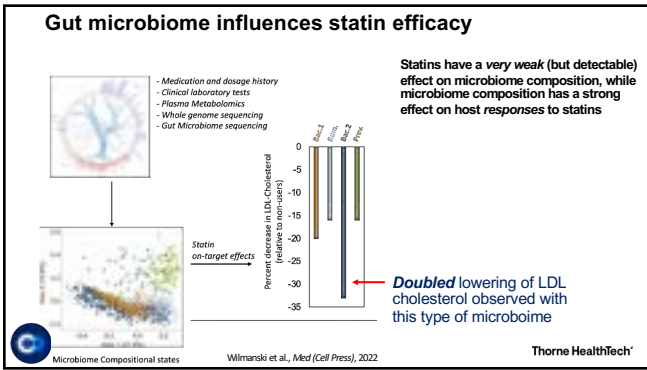 Gut microbiome influences statin efficacy
- Medication and dosage history
- Clinical laboratory tests
- Plasma Metabolomics
- Whole genome sequencing
- Gut Microbiome sequencing
Statins have a very weak (but detectable)
effect on microbiome composition, while
microbiome composition has a strong
effect on host responses to statins
Bac.1
Rum.
Bac.2
Prev.
Percent decrease in LDL-Cholesterol
(relative to non-users)
0
-5
-10
-15
-20
-25
-30
-35
Statin
on-target effects
Doubled lowering of LDL
cholesterol observed with
this type of microboime
Microbiome Compositional states
Wilmanski et al., Med (Cell Press), 2022
Thorne HealthTech